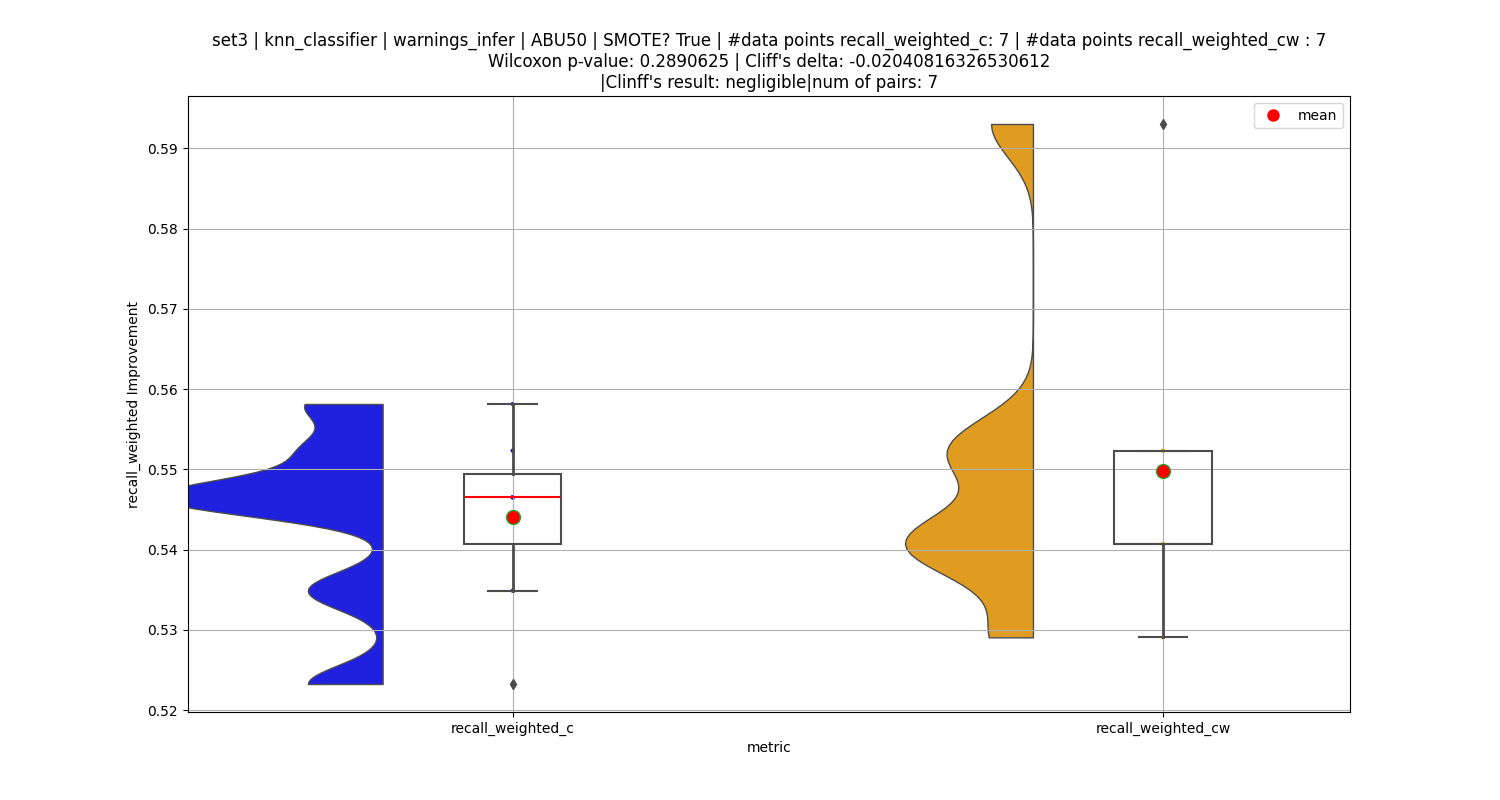 set3 | knn_classifier | warnings_infer | ABU50 | SMOTE? True | #data points recall_weighted_c: 7 | #data points recall_weighted_cw : 7
Wilcoxon p-value: 0.2890625 | Cliff's delta: -0.02040816326530612
|Clinff's result: negligible|num of pairs: 7
mean
0.59
0.58
0.57
0.56
0.55
0.54
0.53
0.52
recall_weighted Improvement
recall_weighted_c
recall_weighted_cw
metric